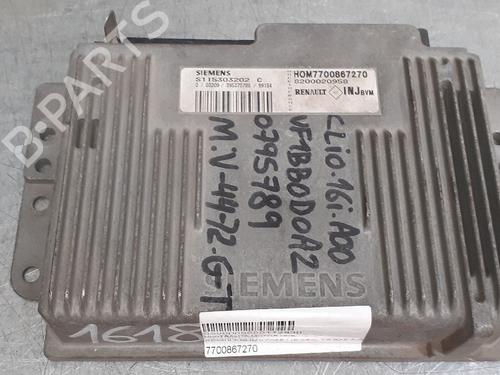 SIEMENS
S115303202 C
HOM7700867270
8200020958
RENAULT INJ BVM
CLIO.16i.A00
VF1BB0D0A2
0795789
M.V-4472.G-T
SIEMENS
1618
7700867270
B-PARTS